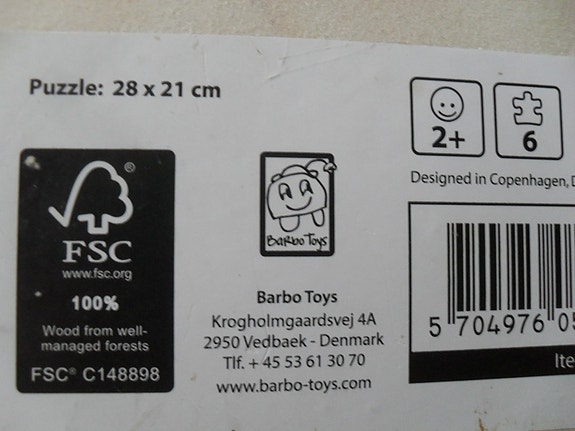 Puzzle: 28 x 21 cm
2+
6
Designed in Copenhagen,
FSC
®
www.fsc.org
100%
Wood from well-
managed forests
FSC® C148898
BaRbo Toys
Barbo Toys
Krogholmgaardsvej 4A
2950 Vedbaek - Denmark
Tlf. + 45 53 61 30 70
www.barbo-toys.com
5 704976 05
Ite